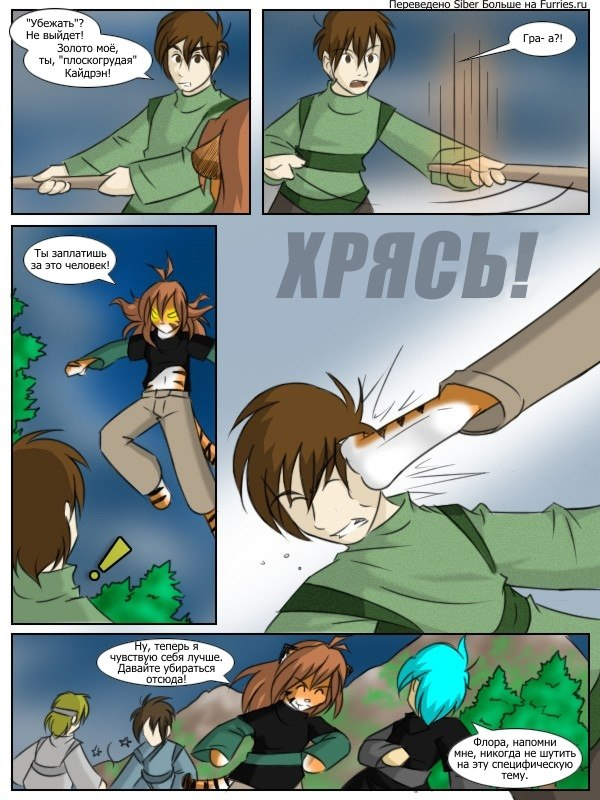 Переведено Siber Больше на Furries.ru
"Убежать"?
Не выйдет!
Золото моё,
ты, "плоскогрудая"
Кайдрэн!
Гра- а?!
Ты заплатишь
за это человек!
ХРЯСЬ!
Ну, теперь я
чувствую себя лучше.
Давайте убираться
отсюда!
Флора, напомни
мне, никогда не шутить
на эту специфическую
тему.